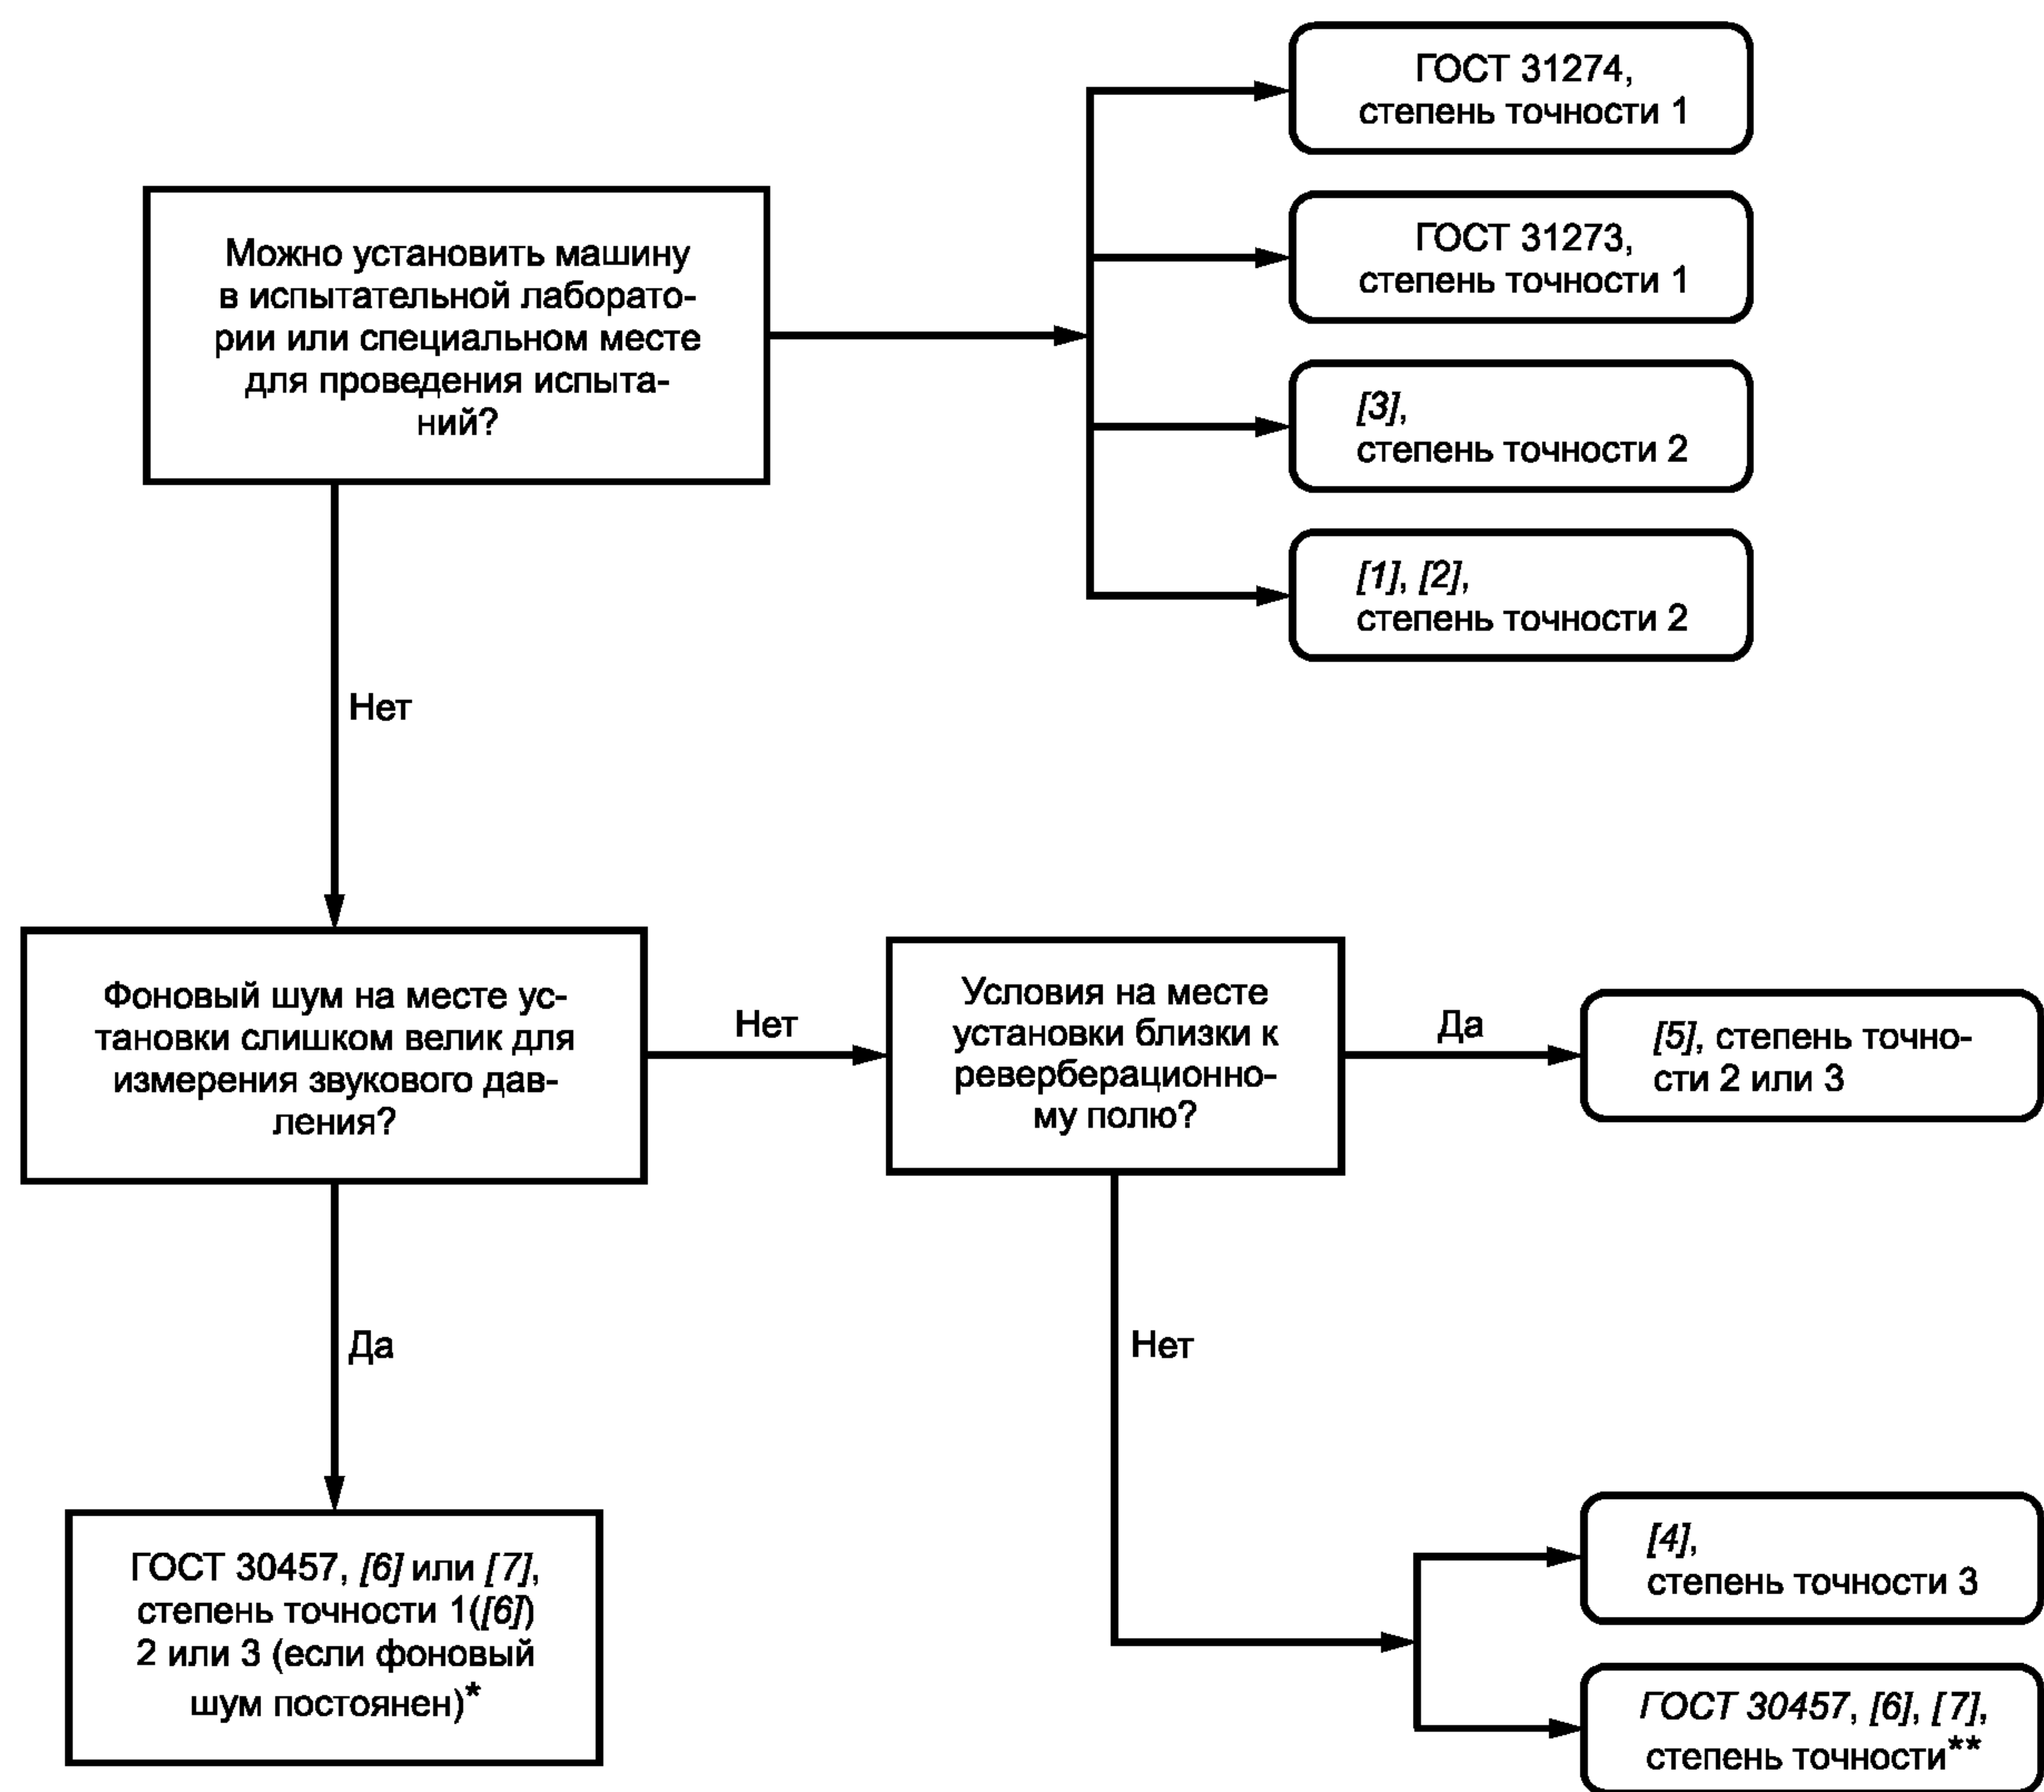 ГОСТ 31274,
степень точности 1
Можно установить машину
в испытательной лаборато-
рии или специальном месте
для проведения испыта-
ний?
ГОСТ 31273,
степень точности 1
[3],
степень точности 2
[1], [2],
степень точности 2
Нет
Фоновый шум на месте ус-
тановки слишком велик для
измерения звукового дав-
ления?
Нет
Условия на месте
установки близки к
реверберационно-
му полю?
Да
[5], степень точно-
сти 2 или 3
Да
Нет
ГОСТ 30457, [6] или [7],
степень точности 1([6])
2 или 3 (если фоновый
шум постоянен)*
[4],
степень точности 3
ГОСТ 30457, [6], [7],
степень точности**